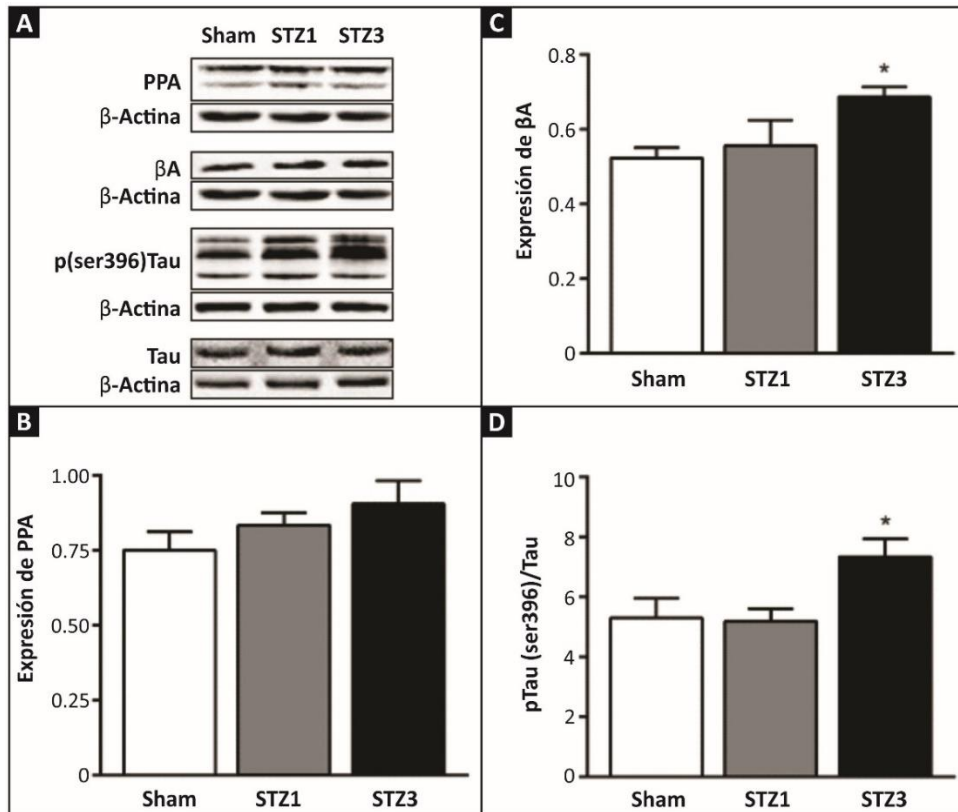 A
Sham STZ1 STZ3
PPA
β-Actina
βA
β-Actina
p(ser396)Tau
β-Actina
Tau
β-Actina
B
Expresión de PPA
1.00
0.75
0.50
0.25
0
Sham STZ1 STZ3
C
Expresión de βA
0.8
0.6
0.4
0.2
0
*
Sham STZ1 STZ3
D
pTau (ser396)/Tau
10
8
6
4
2
0
*
Sham STZ1 STZ3